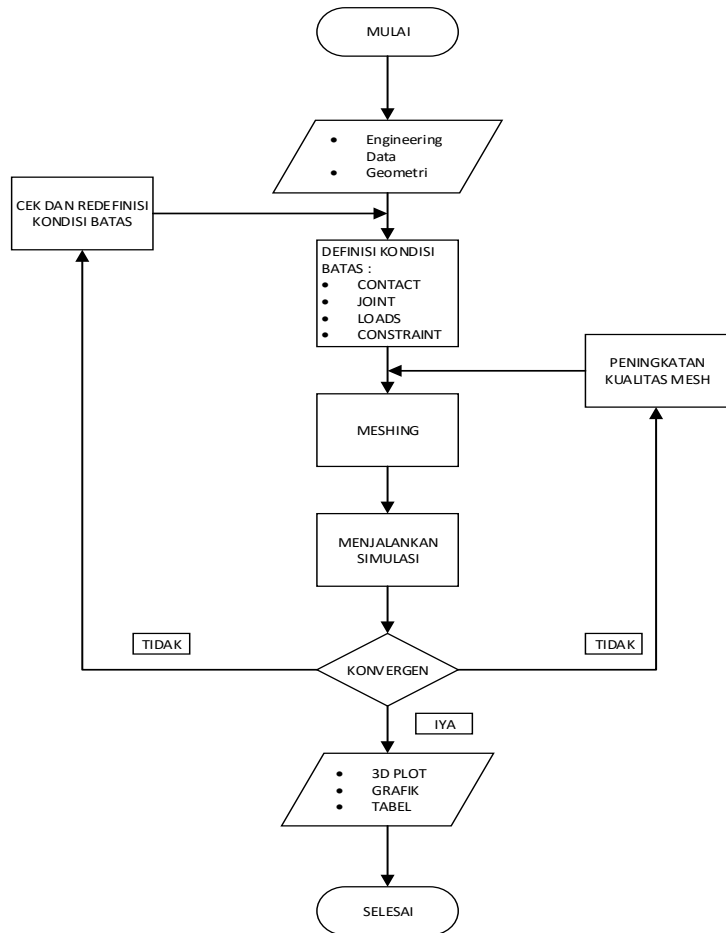 MULAI
• Engineering
Data
• Geometri
CEK DAN REDEFINISI
KONDISI BATAS
DEFINISI KONDISI
BATAS :
• CONTACT
• JOINT
• LOADS
• CONSTRAINT
PENINGKATAN
KUALITAS MESH
MESHING
MENJALANKAN
SIMULASI
TIDAK
KONVERGEN
TIDAK
IYA
• 3D PLOT
• GRAFIK
• TABEL
SELESAI